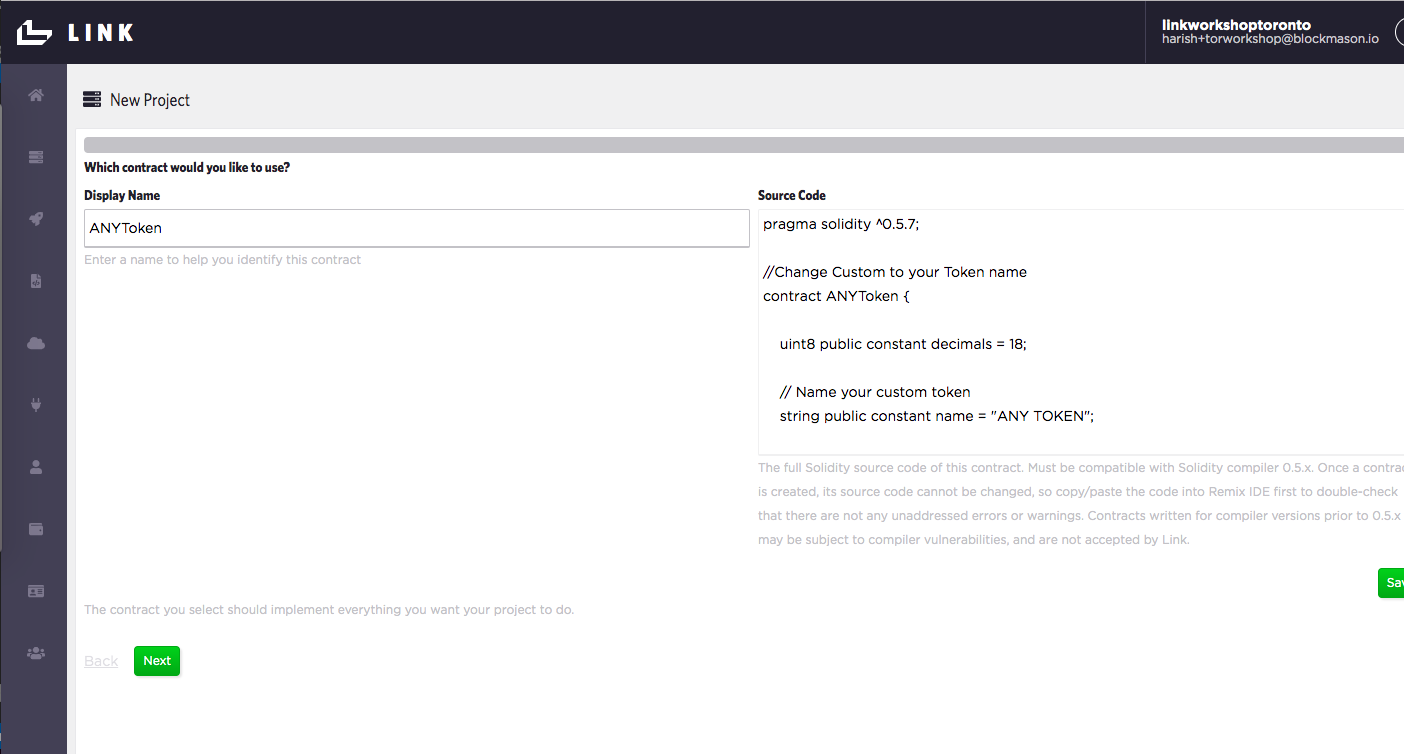 LINK
linkworkshoptoronto
harish+torworkshop@blockmason.io
New Project
Which contract would you like to use?
Display Name
ANYToken
Enter a name to help you identify this contract
Source Code
pragma solidity ^0.5.7;
//Change Custom to your Token name
contract ANYToken {
uint8 public constant decimals = 18;
// Name your custom token
string public constant name = "ANY TOKEN";
The full Solidity source code of this contract. Must be compatible with Solidity compiler 0.5.x. Once a contrac
is created, its source code cannot be changed, so copy/paste the code into Remix IDE first to double-check
that there are not any unaddressed errors or warnings. Contracts written for compiler versions prior to 0.5.x
may be subject to compiler vulnerabilities, and are not accepted by Link.
Sav
The contract you select should implement everything you want your project to do.
Back
Next